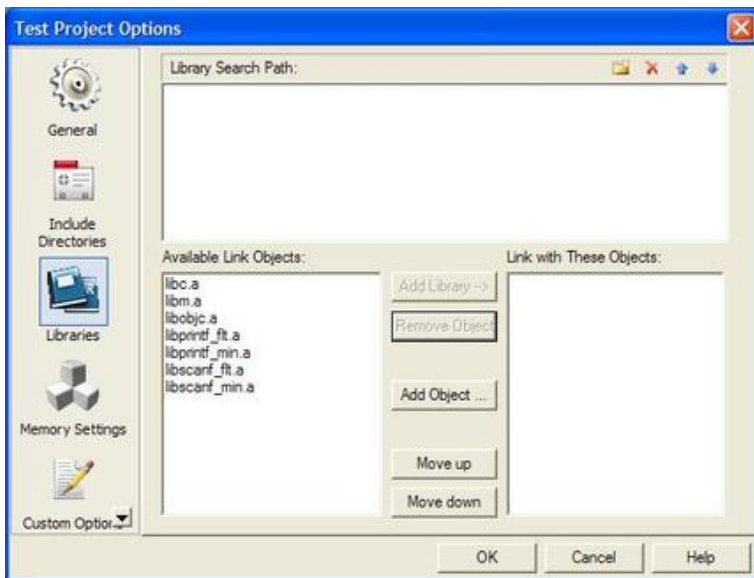 Test Project Options
General
Include
Directories
Libraries
Memory Settings
Custom Option
Library Search Path:
Available Link Objects:
libc.a
libm.a
libobjc.a
libprintf_flt.a
libprintf_min.a
libscanf_flt.a
libscanf_min.a
Add Library -->
Remove Object
Add Object ...
Move up
Move down
Link with These Objects:
OK
Cancel
Help